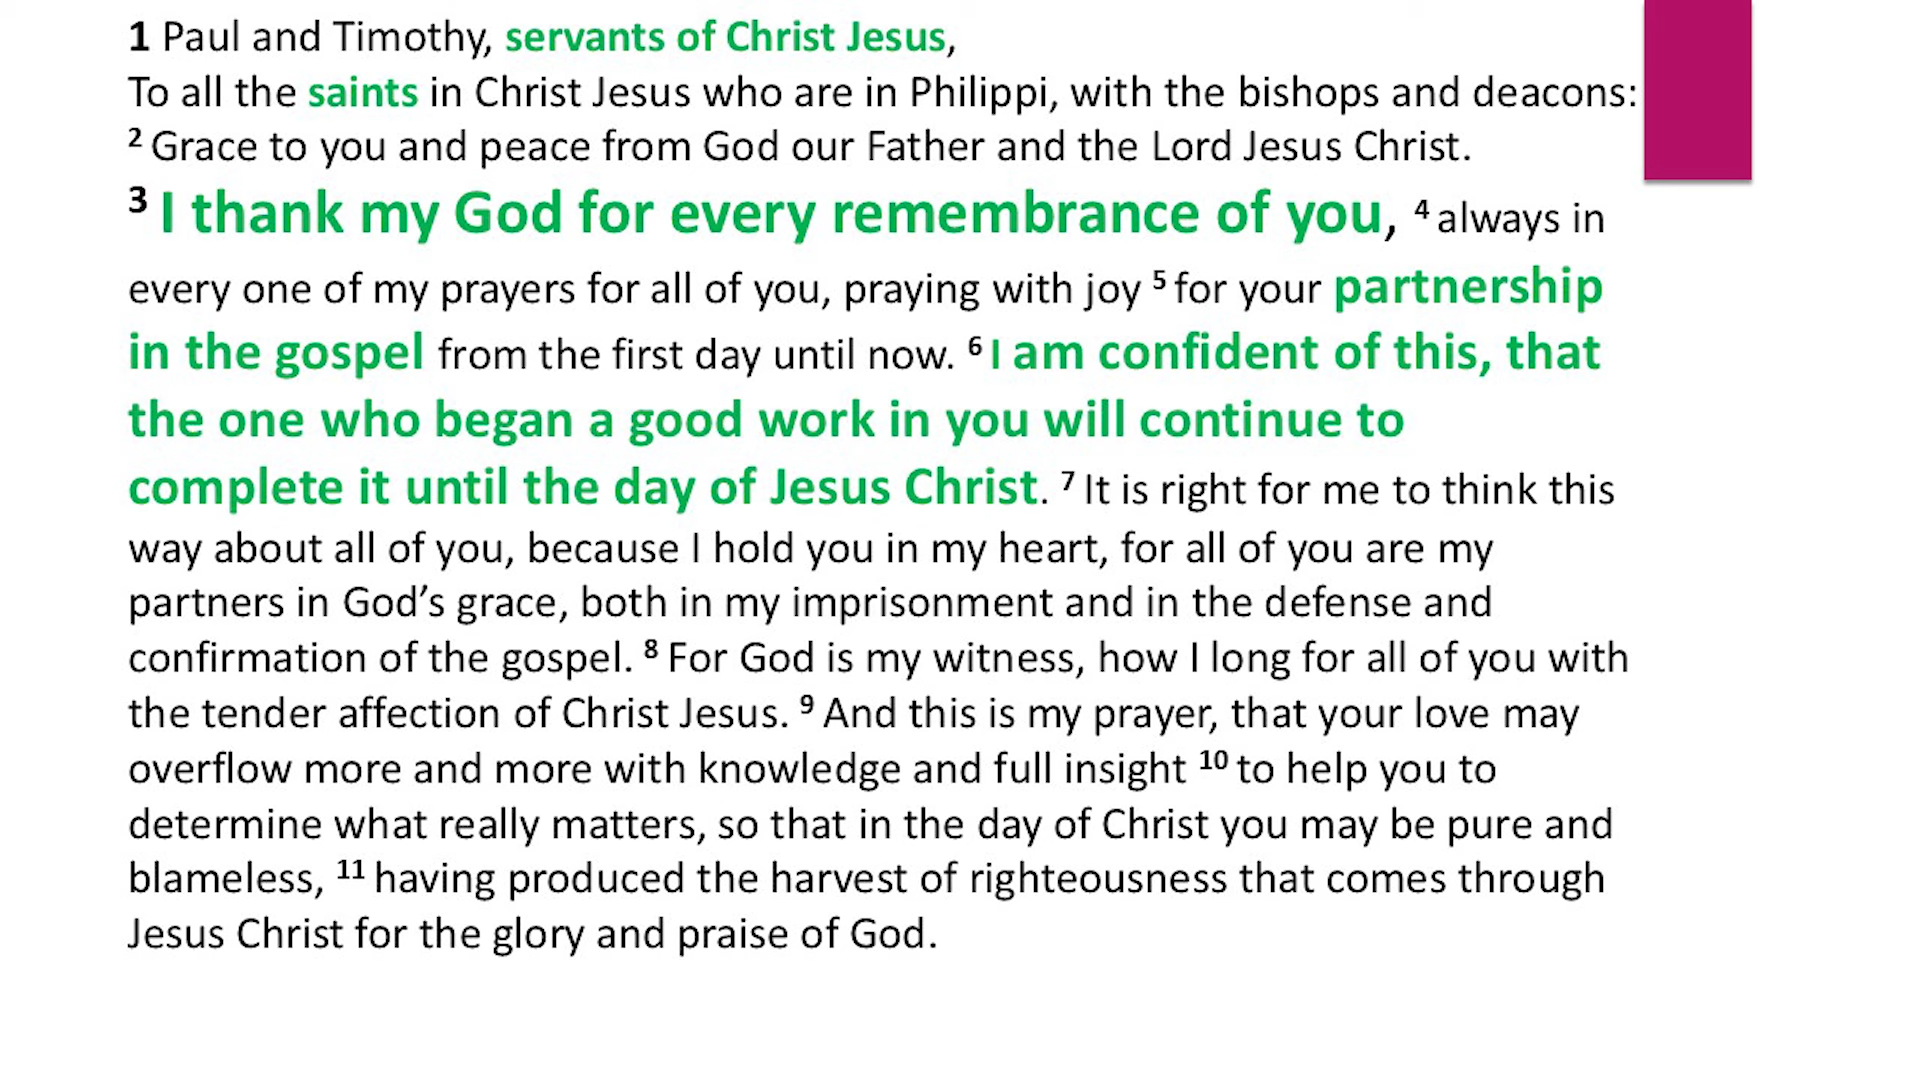 1 Paul and Timothy, servants of Christ Jesus,
To all the saints in Christ Jesus who are in Philippi, with the bishops and deacons:
2 Grace to you and peace from God our Father and the Lord Jesus Christ.
3 I thank my God for every remembrance of you, 4 always in
every one of my prayers for all of you, praying with joy 5 for your partnership
in the gospel from the first day until now. 6 I am confident of this, that
the one who began a good work in you will continue to
complete it until the day of Jesus Christ. 7 It is right for me to think this
way about all of you, because I hold you in my heart, for all of you are my
partners in God’s grace, both in my imprisonment and in the defense and
confirmation of the gospel. 8 For God is my witness, how I long for all of you with
the tender affection of Christ Jesus. 9 And this is my prayer, that your love may
overflow more and more with knowledge and full insight 10 to help you to
determine what really matters, so that in the day of Christ you may be pure and
blameless, 11 having produced the harvest of righteousness that comes through
Jesus Christ for the glory and praise of God.